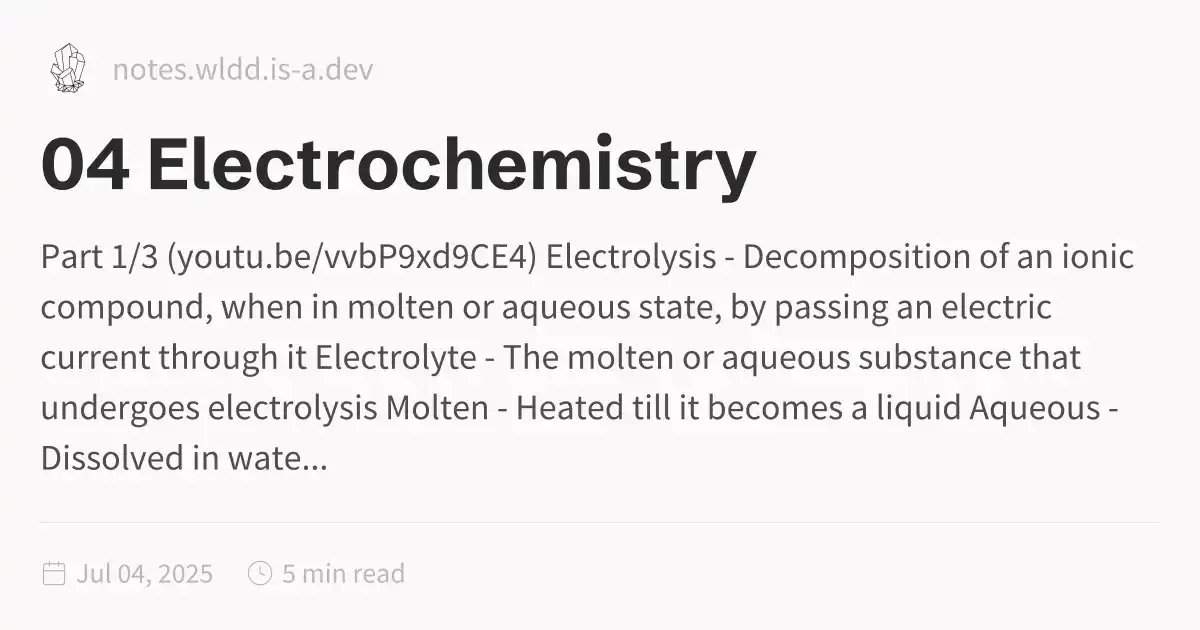 notes.wldd.is-a.dev
04 Electrochemistry
Part 1/3 (youtu.be/vvbP9xd9CE4) Electrolysis - Decomposition of an ionic
compound, when in molten or aqueous state, by passing an electric
current through it Electrolyte - The molten or aqueous substance that
undergoes electrolysis Molten - Heated till it becomes a liquid Aqueous -
Dissolved in wate...
Jul 04, 2025 5 min read